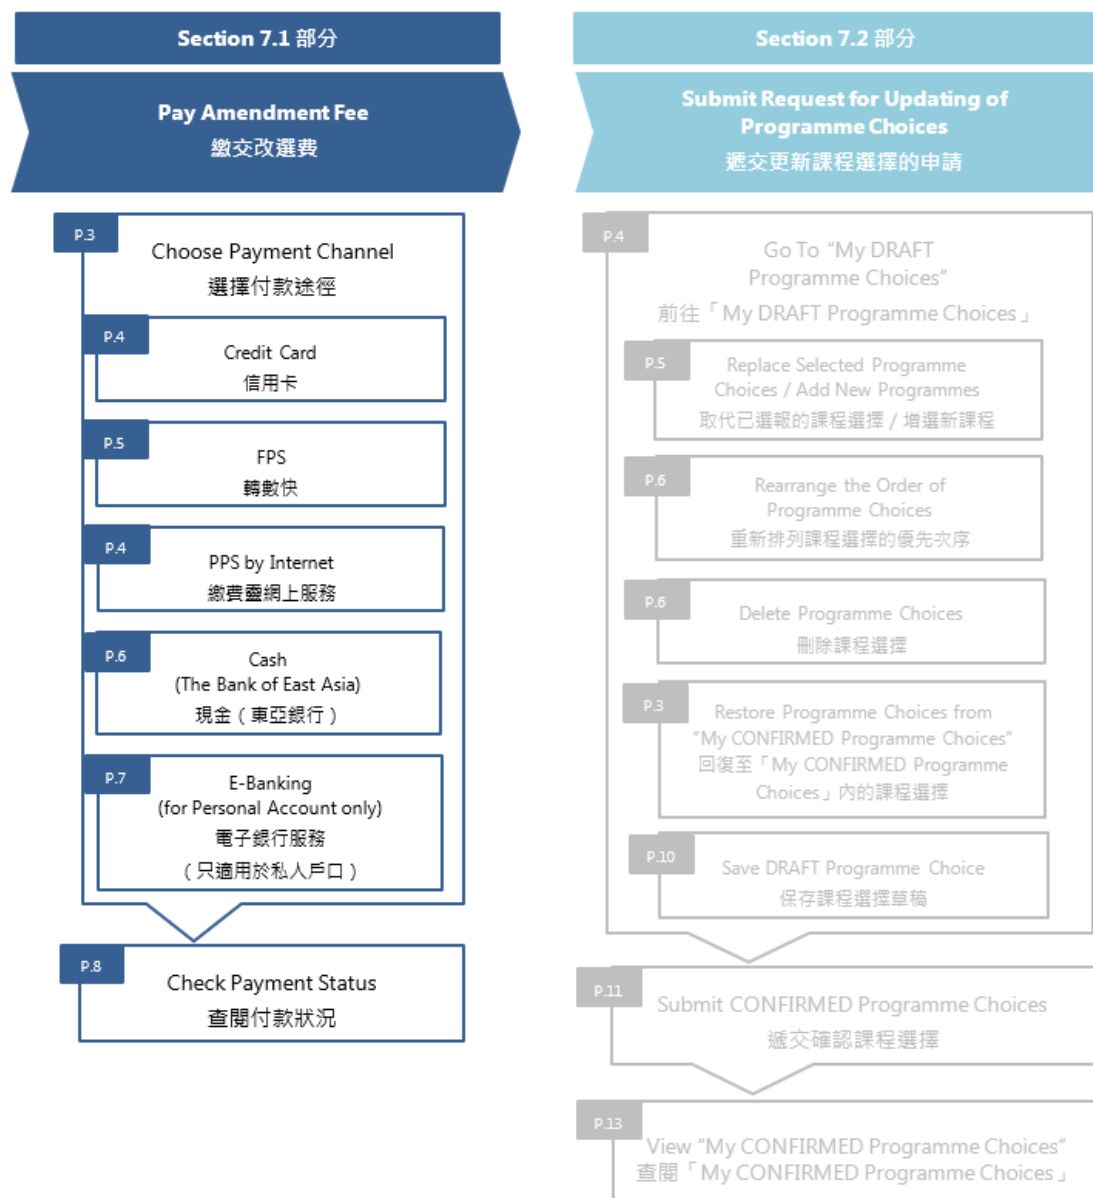 Section 7.1 部分
Pay Amendment Fee
繳交改選費
P.3
Choose Payment Channel
選擇付款途徑
P.4
Credit Card
信用卡
P.5
FPS
轉數快
P.4
PPS by Internet
繳費靈網上服務
P.6
Cash
(The Bank of East Asia)
現金（東亞銀行）
P.7
E-Banking
(for Personal Account only)
電子銀行服務
（只適用於私人戶口）
P.8
Check Payment Status
查閱付款狀況
Section 7.2 部分
Submit Request for Updating of
Programme Choices
遞交更新課程選擇的申請
P.4
Go To “My DRAFT
Programme Choices”
前往「My DRAFT Programme Choices」
P.5
Replace Selected Programme
Choices / Add New Programmes
取代已選報的課程選擇 / 增選新課程
P.6
Rearrange the Order of
Programme Choices
重新排列課程選擇的優先次序
P.6
Delete Programme Choices
刪除課程選擇
P.3
Restore Programme Choices from
“My CONFIRMED Programme Choices”
回復至「My CONFIRMED Programme
Choices」內的課程選擇
P.10
Save DRAFT Programme Choice
保存課程選擇草稿
P.11
Submit CONFIRMED Programme Choices
遞交確認課程選擇
P.13
View “My CONFIRMED Programme Choices”
查閱「My CONFIRMED Programme Choices」